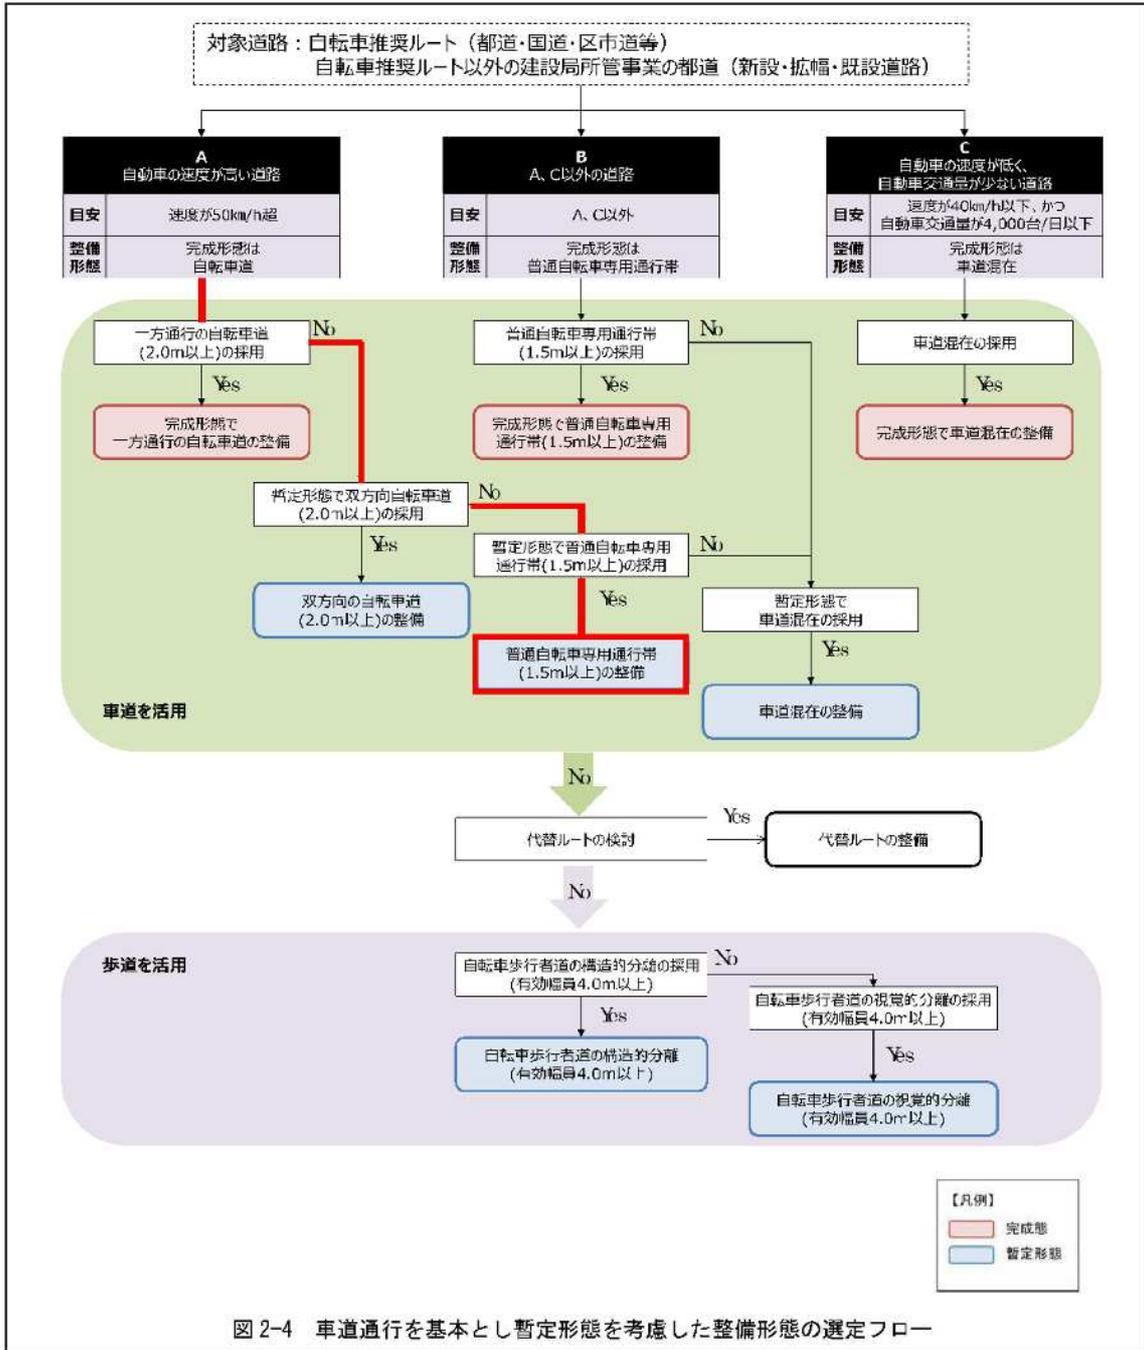 対象道路：自転車推奨ルート（都道・国道・区市道等）
自転車推奨ルート以外の建設局所管事業の都道（新設・拡幅・既設道路）
A
自動車の速度が高い道路
目安
速度が50km/h超
整備
形態
完成形態は
自転車道
B
A、C以外の道路
目安
A、C以外
整備
形態
完成形態は
普通自転車専用通行帯
C
自動車の速度が低く、
自動車交通量が少ない道路
目安
速度が40km/h以下、かつ
自動車交通量が4,000台/日以下
整備
形態
完成形態は
車道混在
一方通行の自転車道
(2.0m以上)の採用
No
Yes
完成形態で
一方通行の自転車道の整備
普通自転車専用通行帯
(1.5m以上)の採用
No
Yes
完成形態で普通自転車専用
通行帯(1.5m以上)の整備
車道混在の採用
Yes
完成形態で車道混在の整備
暫定形態で双方向自転車道
(2.0m以上)の採用
No
Yes
双方向の自転車道
(2.0m以上)の整備
暫定形態で普通自転車専用
通行帯(1.5m以上)の採用
No
Yes
普通自転車専用通行帯
(1.5m以上)の整備
暫定形態で
車道混在の採用
Yes
車道混在の整備
車道を活用
No
代替ルートの検討
Yes
代替ルートの整備
No
歩道を活用
自転車歩行者道の構造的分離の採用
(有効幅員4.0m以上)
No
Yes
自転車歩行者道の構造的分離
(有効幅員4.0m以上)
自転車歩行者道の視覚的分離の採用
(有効幅員4.0m以上)
Yes
自転車歩行者道の視覚的分離
(有効幅員4.0m以上)
【凡例】
完成態
暫定形態
図 2-4　車道通行を基本とし暫定形態を考慮した整備形態の選定フロー